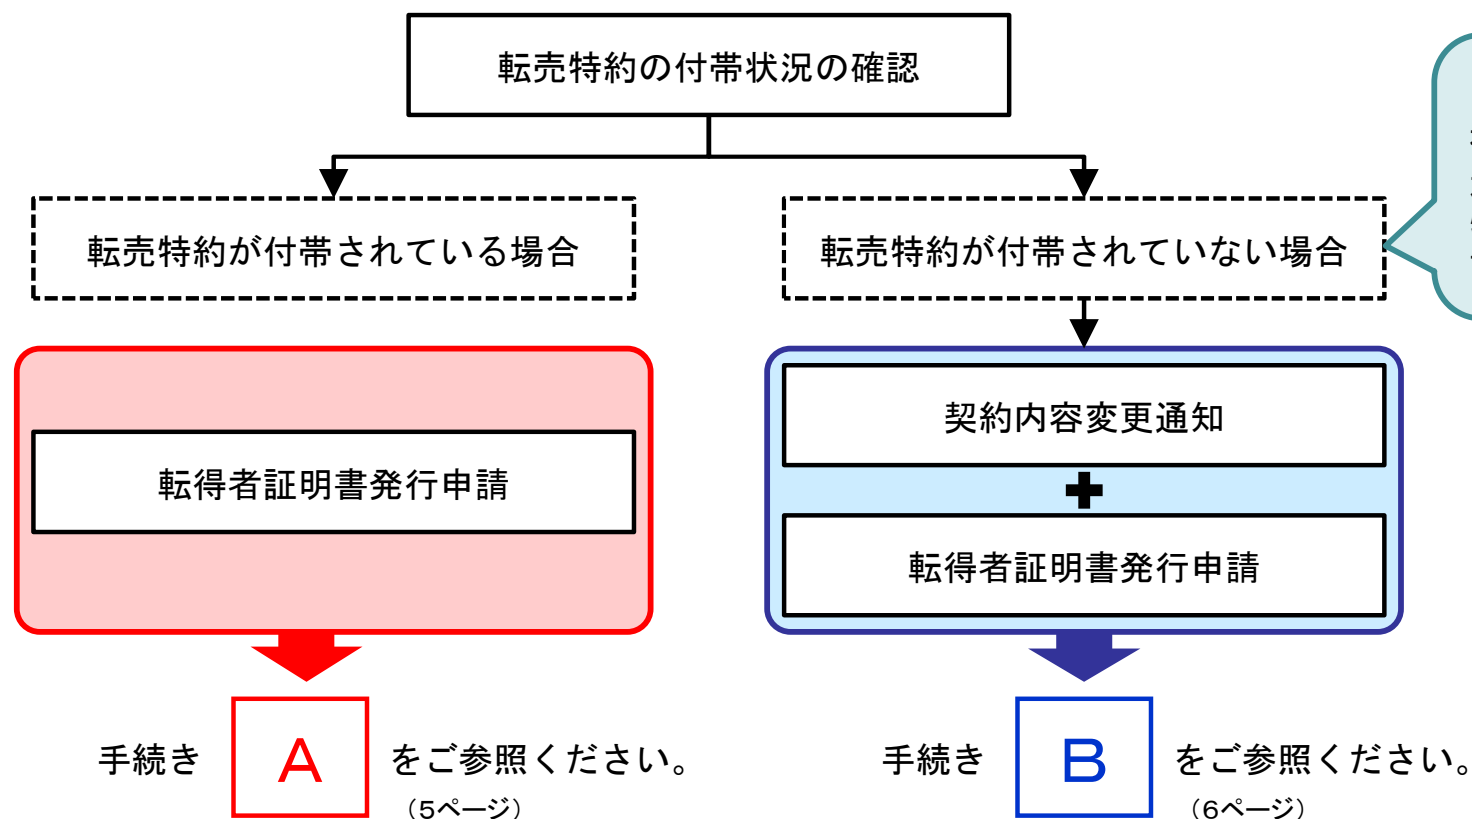 転売特約の付帯状況の確認
転売特約が付帯されている場合
転売特約が付帯されていない場合
転得者証明書発行申請
契約内容変更通知
+
転得者証明書発行申請
手続き A をご参照ください。
（5ページ）
手続き B をご参照ください。
（6ページ）